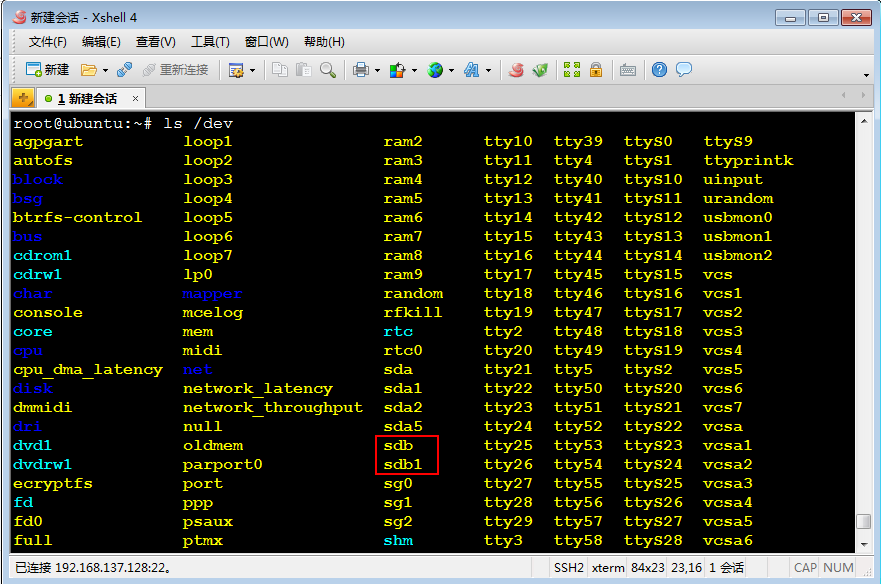 新建会话 - Xshell 4
文件(F) 编辑(E) 查看(V) 工具(T) 窗口(W) 帮助(H)
新建 重新连接
1 新建会话
root@ubuntu:~# ls /dev
agpgart loop1 ram2 tty10 tty39 ttyS0 ttyS9
autofs loop2 ram3 tty11 tty4 ttyS1 ttyprintk
block loop3 ram4 tty12 tty40 ttyS10 uinput
bsg loop4 ram5 tty13 tty41 ttyS11 urandom
btrfs-control loop5 ram6 tty14 tty42 ttyS12 usbmon0
bus loop6 ram7 tty15 tty43 ttyS13 usbmon1
cdrom1 loop7 ram8 tty16 tty44 ttyS14 usbmon2
cdrw1 lp0 ram9 tty17 tty45 ttyS15 vcs
char mapper random tty18 tty46 ttyS16 vcs1
console mcelog rfkill tty19 tty47 ttyS17 vcs2
core mem rtc tty2 tty48 ttyS18 vcs3
cpu midi rtc0 tty20 tty49 ttyS19 vcs4
cpu_dma_latency net sda tty21 tty5 ttyS2 vcs5
disk network_latency sda1 tty22 tty50 ttyS20 vcs6
dmmidi network_throughput sda2 tty23 tty51 ttyS21 vcs7
dri null sda5 tty24 tty52 ttyS22 vcsa
dvd1 oldmem sdb tty25 tty53 ttyS23 vcsa1
dvdrw1 parport0 sdb1 tty26 tty54 ttyS24 vcsa2
ecryptfs port sg0 tty27 tty55 ttyS25 vcsa3
fd ppp sg1 tty28 tty56 ttyS26 vcsa4
fd0 psaux sg2 tty29 tty57 ttyS27 vcsa5
full ptmx shm tty3 tty58 ttyS28 vcsa6
已连接 192.168.137.128:22。 SSH2 xterm 84x23 23,16 1 会话 CAP NUM